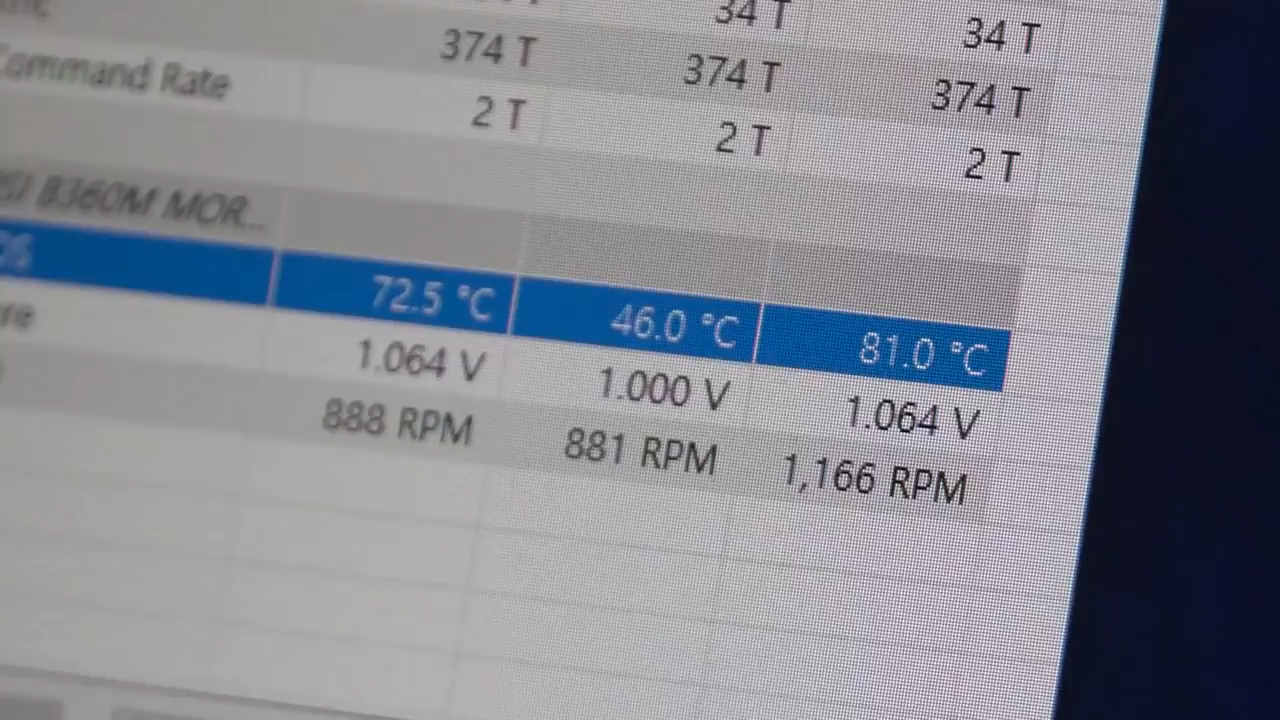 34 T 34 T
374 T 374 T 374 T
Command Rate 2 T 2 T 2 T
B360M MOR...
72.5 °C 46.0 °C 81.0 °C
1.064 V 1.000 V 1.064 V
888 RPM 881 RPM 1,166 RPM